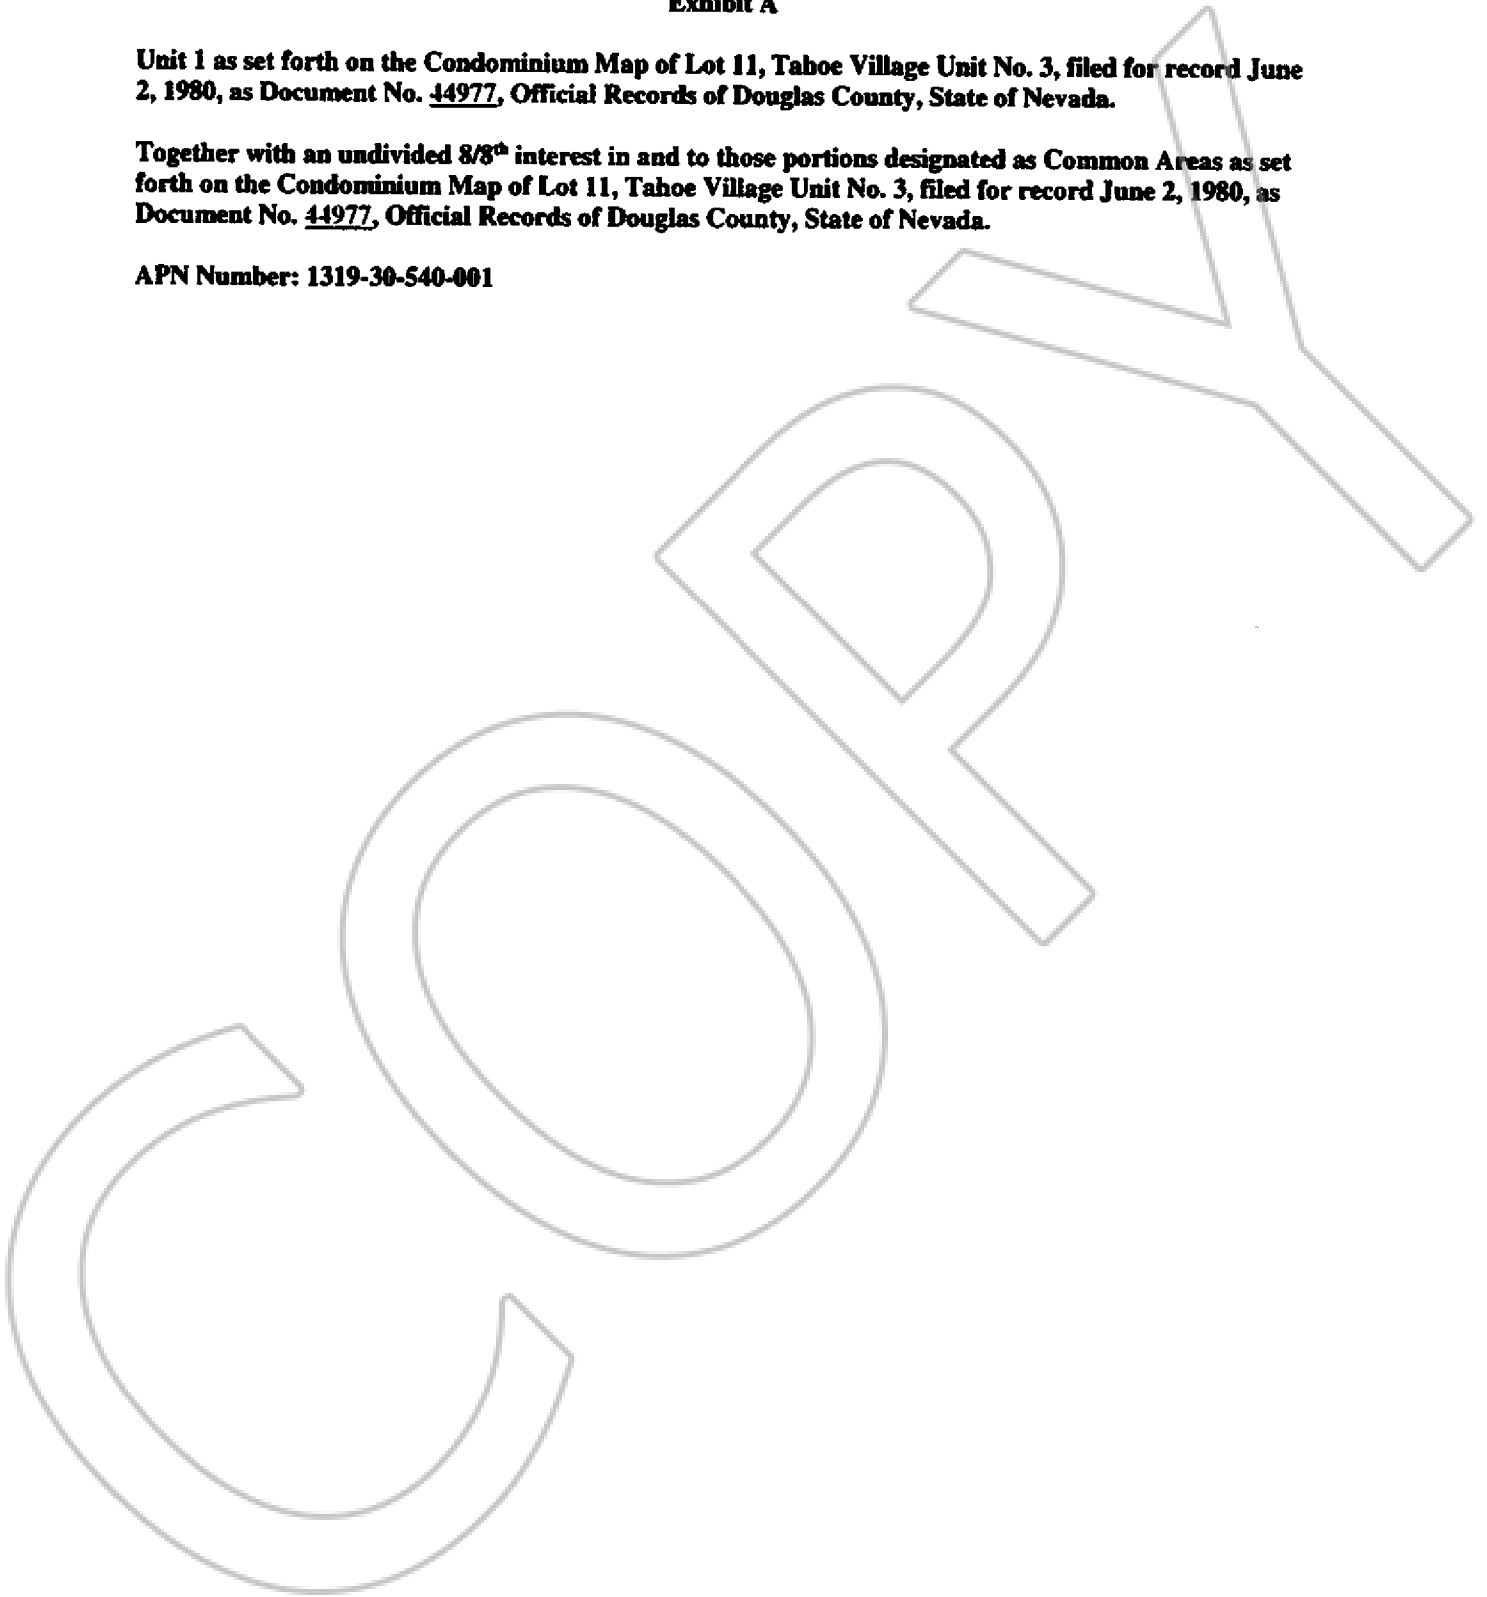 Exhibit A
Unit 1 as set forth on the Condominium Map of Lot 11, Tahoe Village Unit No. 3, filed for record June
2, 1980, as Document No. 44977, Official Records of Douglas County, State of Nevada.
Together with an undivided 8/8th interest in and to those portions designated as Common Areas as set
forth on the Condominium Map of Lot 11, Tahoe Village Unit No. 3, filed for record June 2, 1980, as
Document No. 44977, Official Records of Douglas County, State of Nevada.
APN Number: 1319-30-540-001
COPY